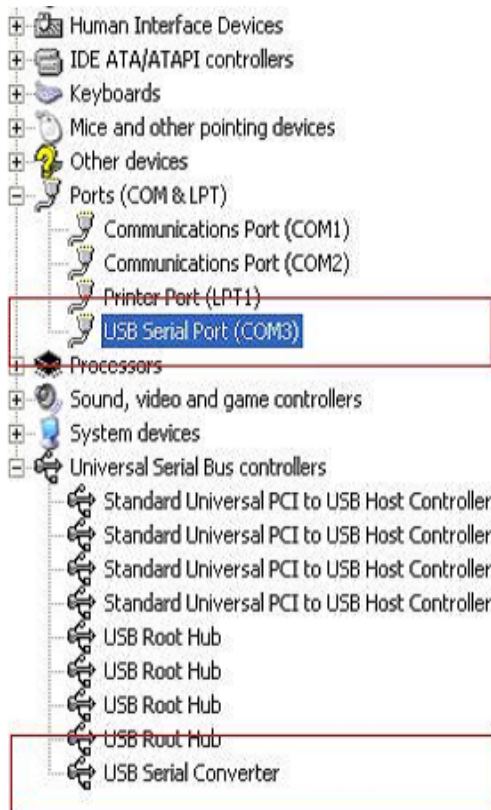 Human Interface Devices
IDE ATA/ATAPI controllers
Keyboards
Mice and other pointing devices
Other devices
Ports (COM & LPT)
Communications Port (COM1)
Communications Port (COM2)
Printer Port (LPT1)
USB Serial Port (COM3)
Processors
Sound, video and game controllers
System devices
Universal Serial Bus controllers
Standard Universal PCI to USB Host Controller
Standard Universal PCI to USB Host Controller
Standard Universal PCI to USB Host Controller
Standard Universal PCI to USB Host Controller
USB Root Hub
USB Root Hub
USB Root Hub
USB Root Hub
USB Serial Converter